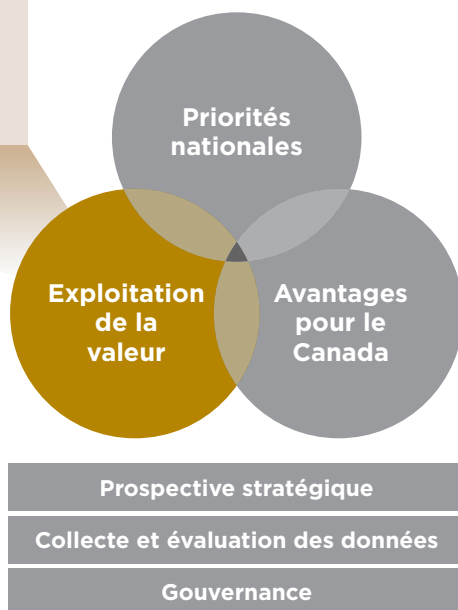 Priorités
nationales
Exploitation
de la
valeur
Avantages
pour le
Canada
Prospective stratégique
Collecte et évaluation des données
Gouvernance